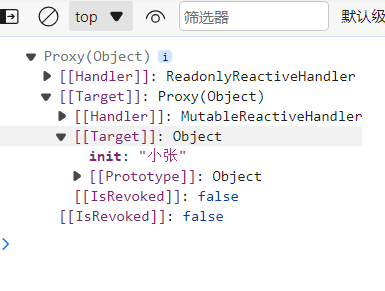 top 筛选器 默认级
Proxy(Object) i
[[Handler]]: ReadonlyReactiveHandler
[[Target]]: Proxy(Object)
[[Handler]]: MutableReactiveHandler
[[Target]]: Object
init: "小张"
[[Prototype]]: Object
[[IsRevoked]]: false
[[IsRevoked]]: false